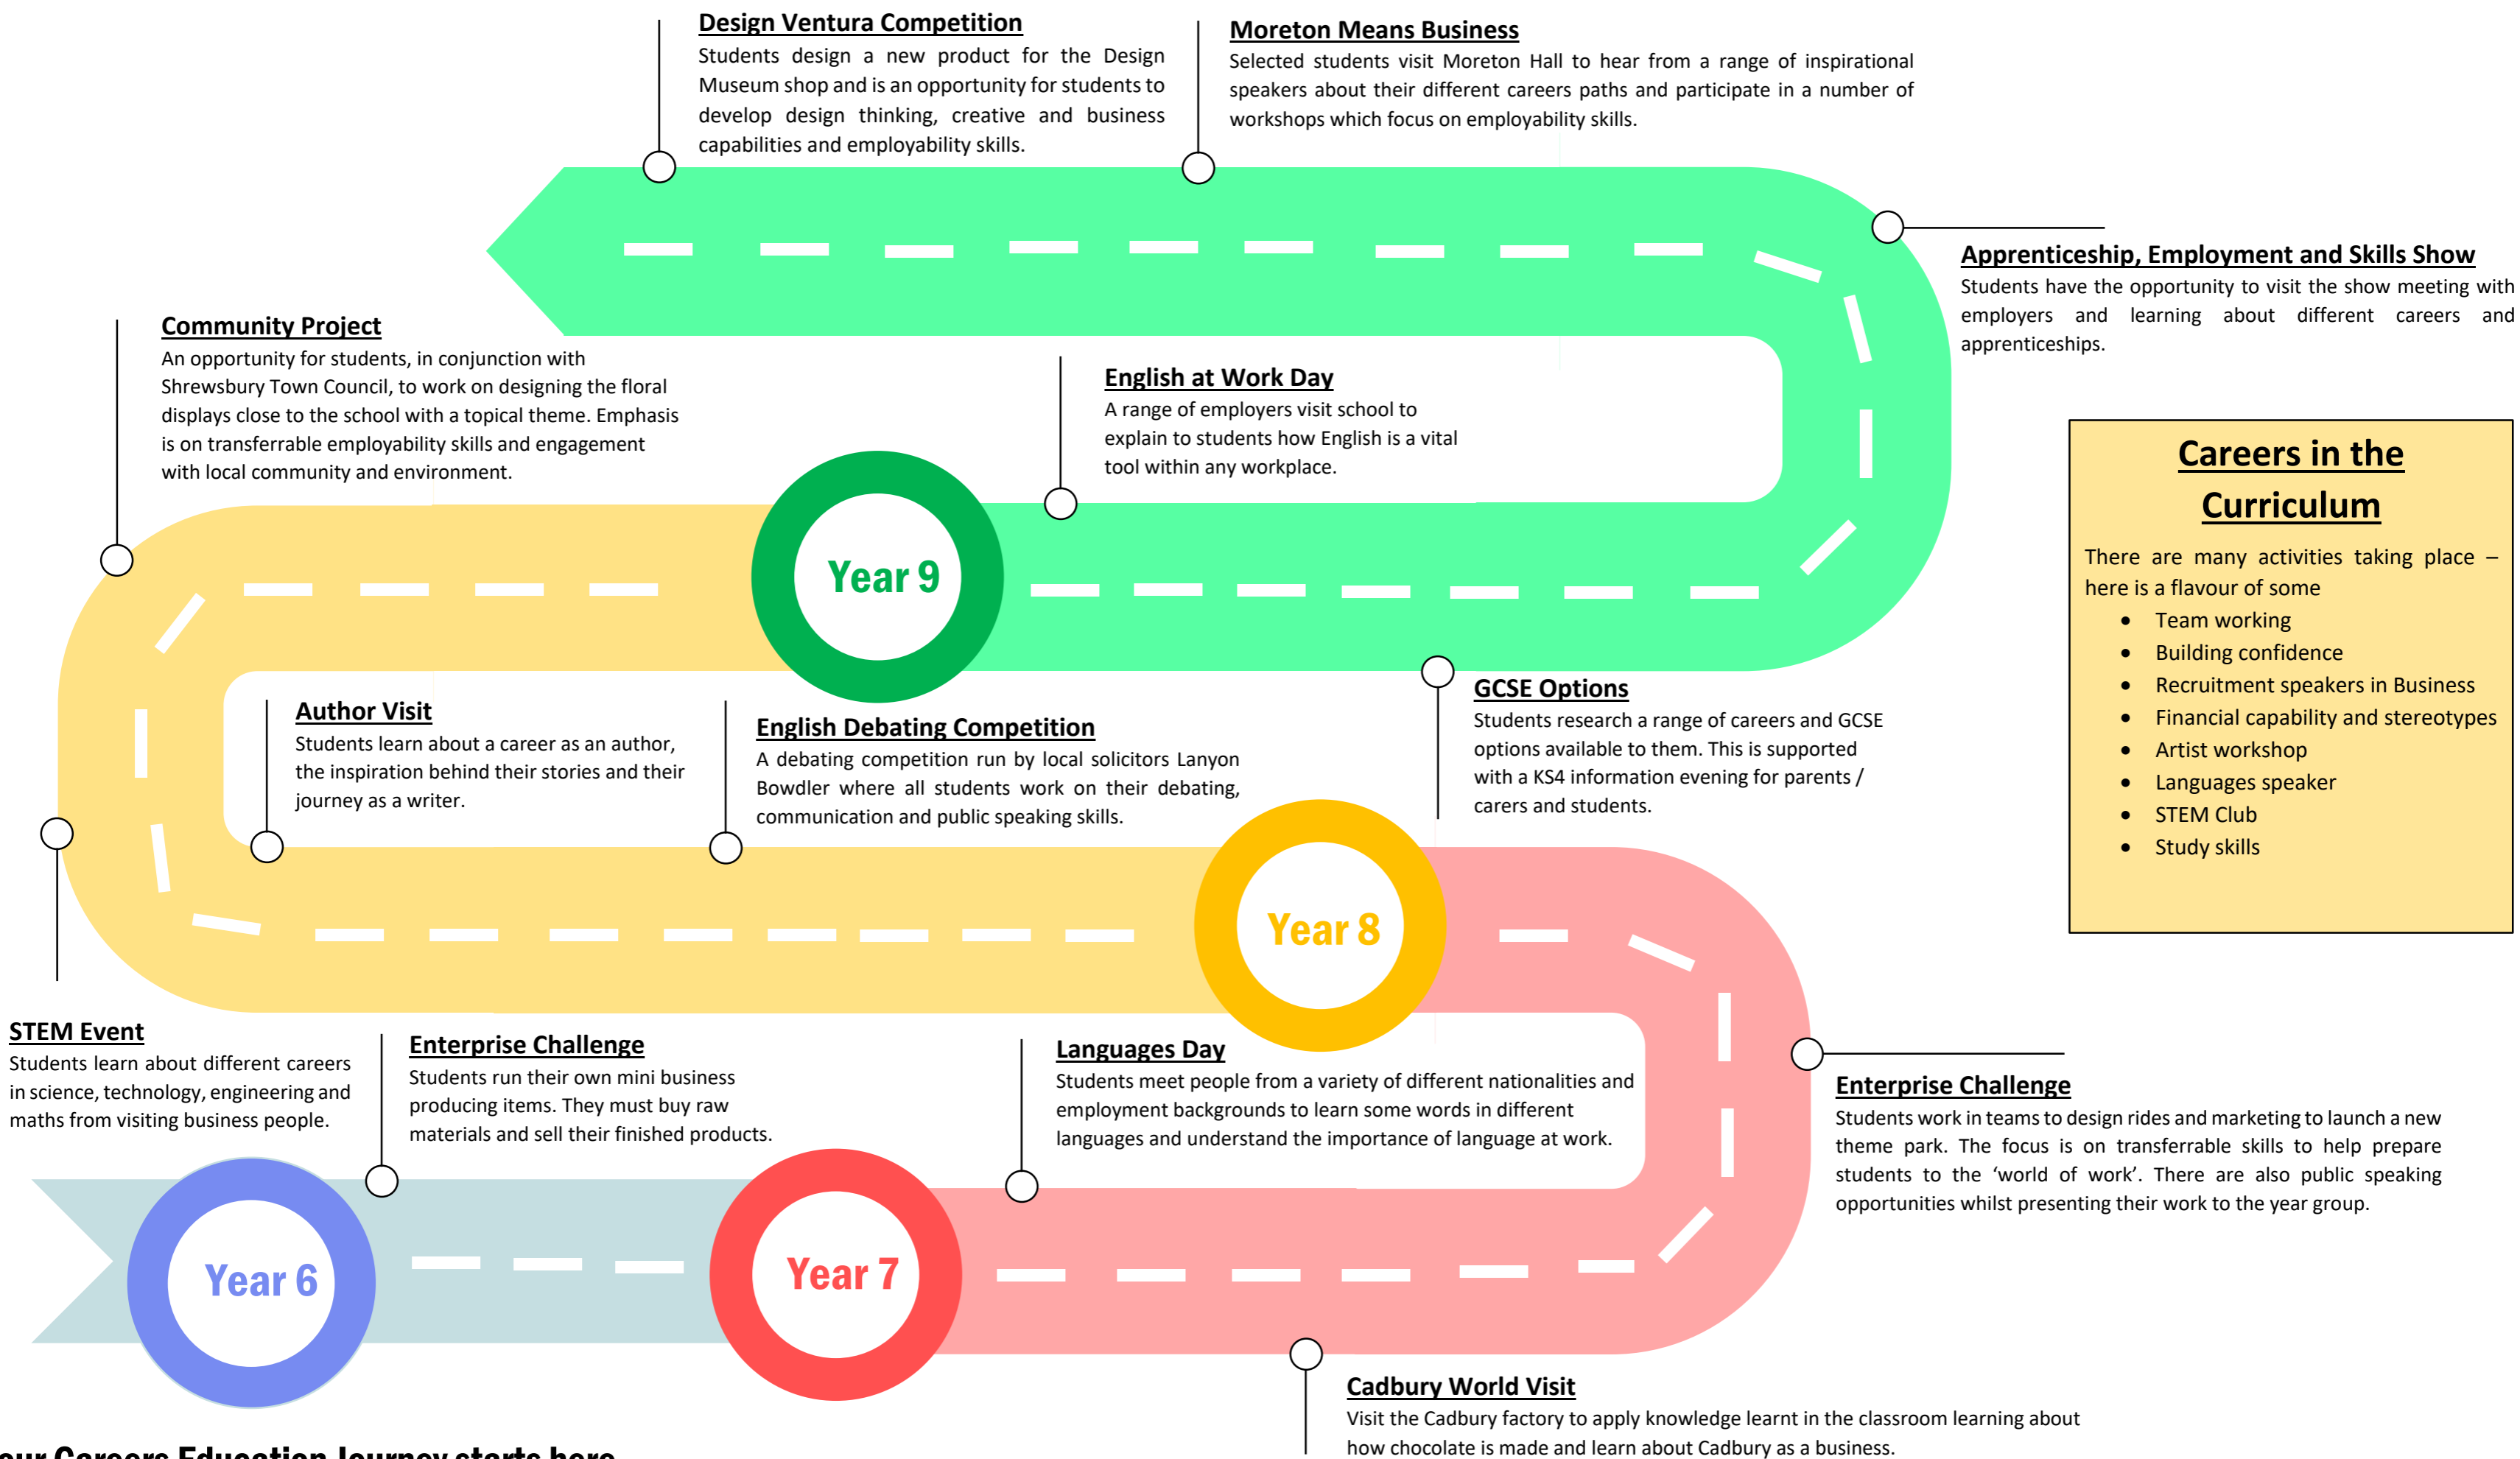 Design Ventura Competition
Students design a new product for the Design
Museum shop and is an opportunity for students to
develop design thinking, creative and business
capabilities and employability skills.
Moreton Means Business
Selected students visit Moreton Hall to hear from a range of inspirational
speakers about their different careers paths and participate in a number of
workshops which focus on employability skills.
Apprenticeship, Employment and Skills Show
Students have the opportunity to visit the show meeting with
employers and learning about different careers and
apprenticeships.
Community Project
An opportunity for students, in conjunction with
Shrewsbury Town Council, to work on designing the floral
displays close to the school with a topical theme. Emphasis
is on transferrable employability skills and engagement
with local community and environment.
English at Work Day
A range of employers visit school to
explain to students how English is a vital
tool within any workplace.
Careers in the
Curriculum
There are many activities taking place –
here is a flavour of some
• Team working
• Building confidence
• Recruitment speakers in Business
• Financial capability and stereotypes
• Artist workshop
• Languages speaker
• STEM Club
• Study skills
Year 9
Author Visit
Students learn about a career as an author,
the inspiration behind their stories and their
journey as a writer.
English Debating Competition
A debating competition run by local solicitors Lanyon
Bowdler where all students work on their debating,
communication and public speaking skills.
GCSE Options
Students research a range of careers and GCSE
options available to them. This is supported
with a KS4 information evening for parents /
carers and students.
Year 8
STEM Event
Students learn about different careers
in science, technology, engineering and
maths from visiting business people.
Enterprise Challenge
Students run their own mini business
producing items. They must buy raw
materials and sell their finished products.
Languages Day
Students meet people from a variety of different nationalities and
employment backgrounds to learn some words in different
languages and understand the importance of language at work.
Enterprise Challenge
Students work in teams to design rides and marketing to launch a new
theme park. The focus is on transferrable skills to help prepare
students to the ‘world of work’. There are also public speaking
opportunities whilst presenting their work to the year group.
Year 6
Year 7
Cadbury World Visit
Visit the Cadbury factory to apply knowledge learnt in the classroom learning about
how chocolate is made and learn about Cadbury as a business.
our Careers Education Journey starts here